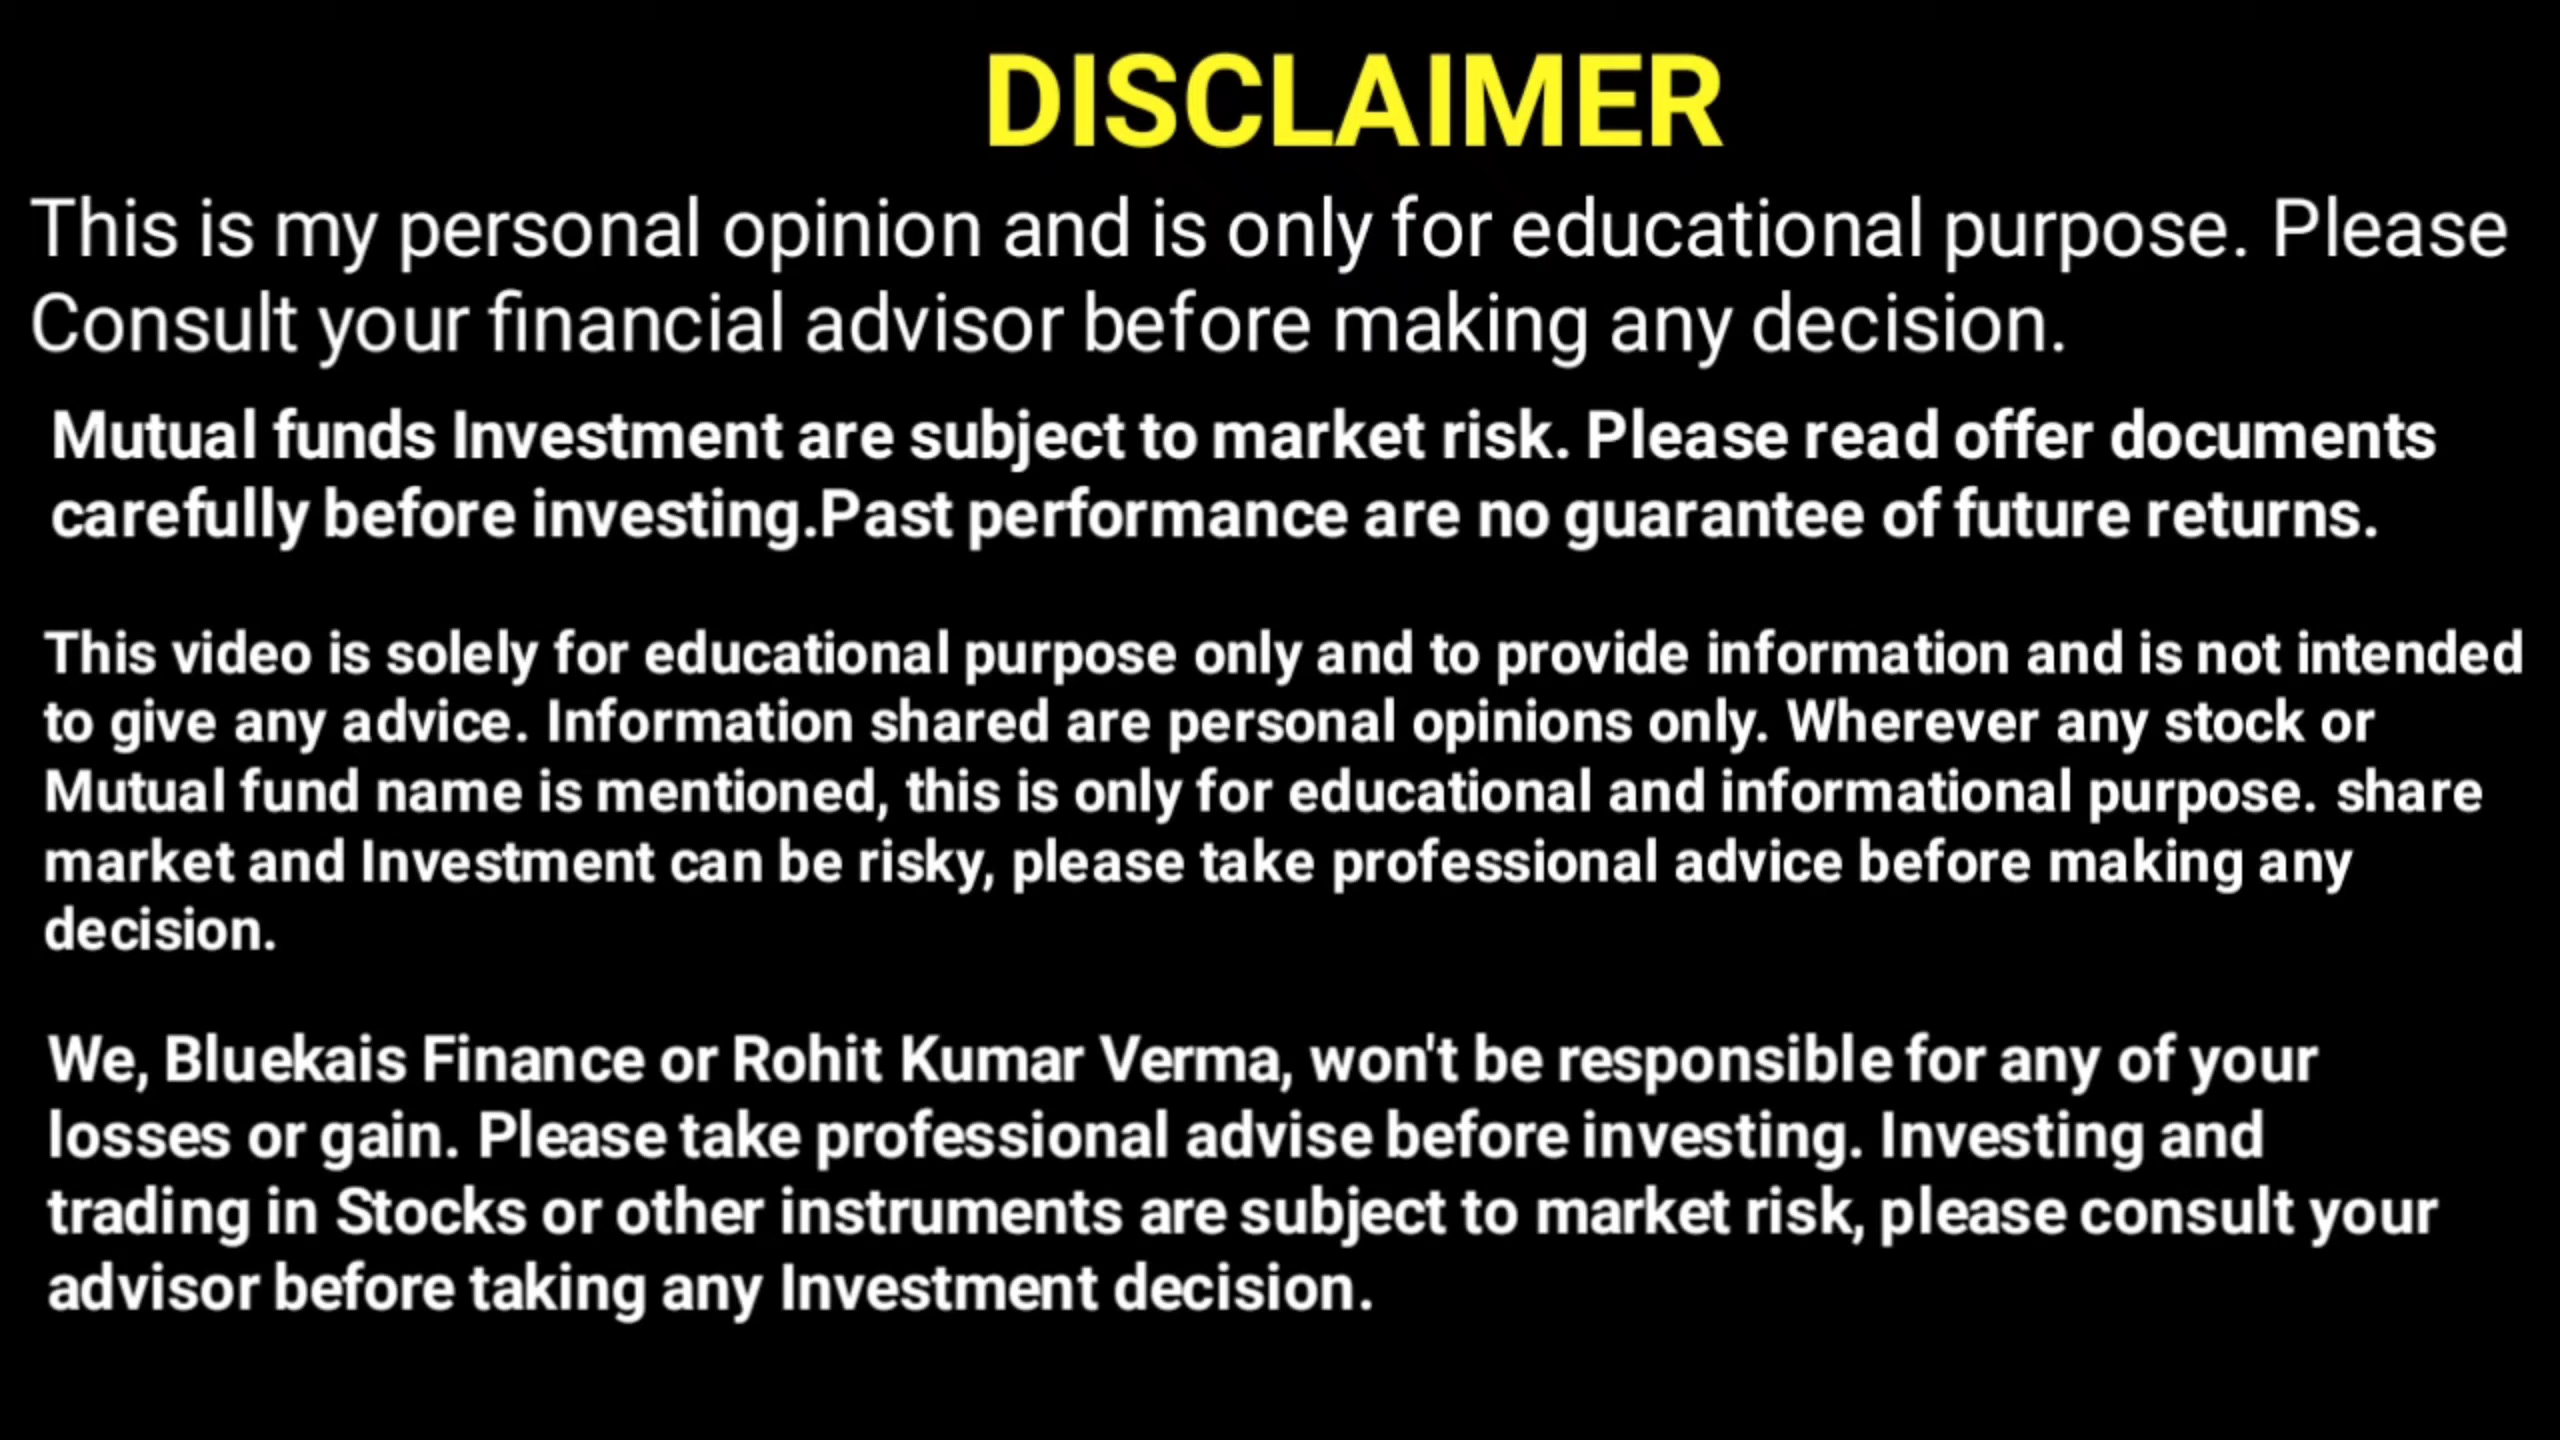 DISCLAIMER
This is my personal opinion and is only for educational purpose. Please
Consult your financial advisor before making any decision.
Mutual funds Investment are subject to market risk. Please read offer documents
carefully before investing.Past performance are no guarantee of future returns.
This video is solely for educational purpose only and to provide information and is not intended
to give any advice. Information shared are personal opinions only. Wherever any stock or
Mutual fund name is mentioned, this is only for educational and informational purpose. share
market and Investment can be risky, please take professional advice before making any
decision.
We, Bluekais Finance or Rohit Kumar Verma, won't be responsible for any of your
losses or gain. Please take professional advise before investing. Investing and
trading in Stocks or other instruments are subject to market risk, please consult your
advisor before taking any Investment decision.